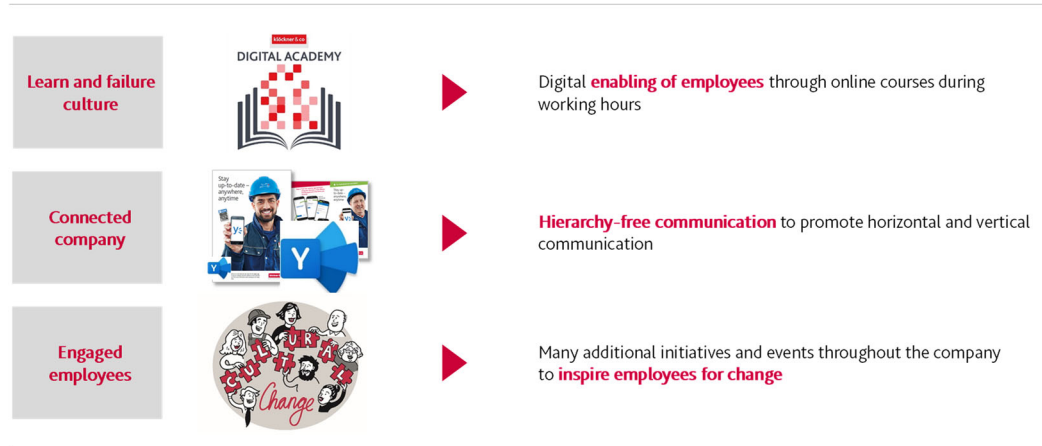 Learn and failure
culture
klöckner & co
DIGITAL ACADEMY
Digital enabling of employees through online courses during
working hours
Connected
company
Stay
up-to-date –
anywhere,
anytime
Y
Hierarchy-free communication to promote horizontal and vertical
communication
Engaged
employees
CULTURAL
Change
Many additional initiatives and events throughout the company
to inspire employees for change